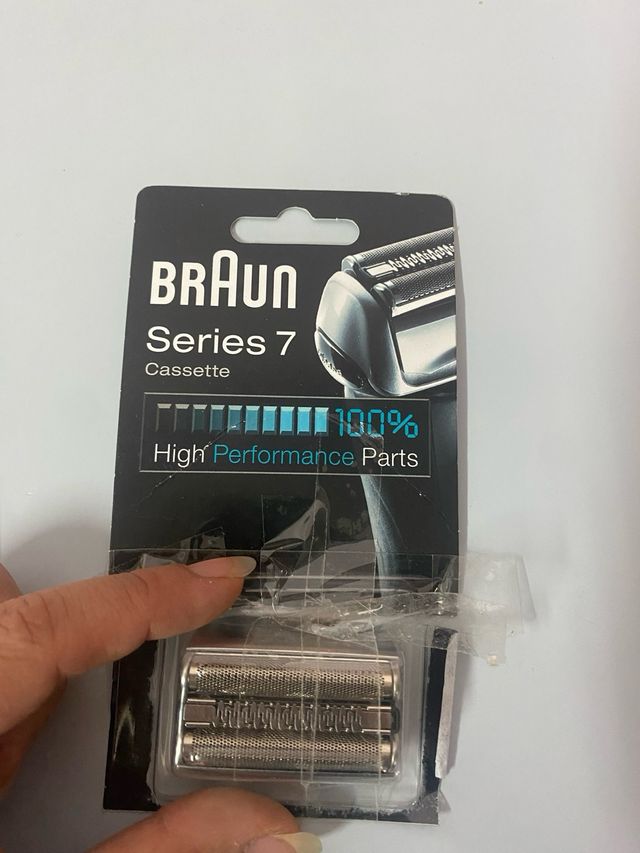 BRAUN
Series 7
Cassette
100%
High Performance Parts